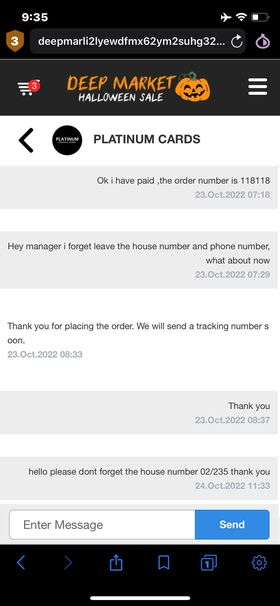 9:35
3
deepmarli2lyewdfmx62ym2suhg32...
3
DEEP MARKET
HALLOWEEN SALE
PLATINUM
PLATINUM CARDS
Ok i have paid ,the order number is 118118
23.Oct.2022 07:18
Hey manager i forget leave the house number and phone number,
what about now
23.Oct.2022 07:29
Thank you for placing the order. We will send a tracking number s
oon.
23.Oct.2022 08:33
Thank you
23.Oct.2022 08:37
hello please dont forget the house number 02/235 thank you
24.Oct.2022 11:33
Enter Message
Send
1